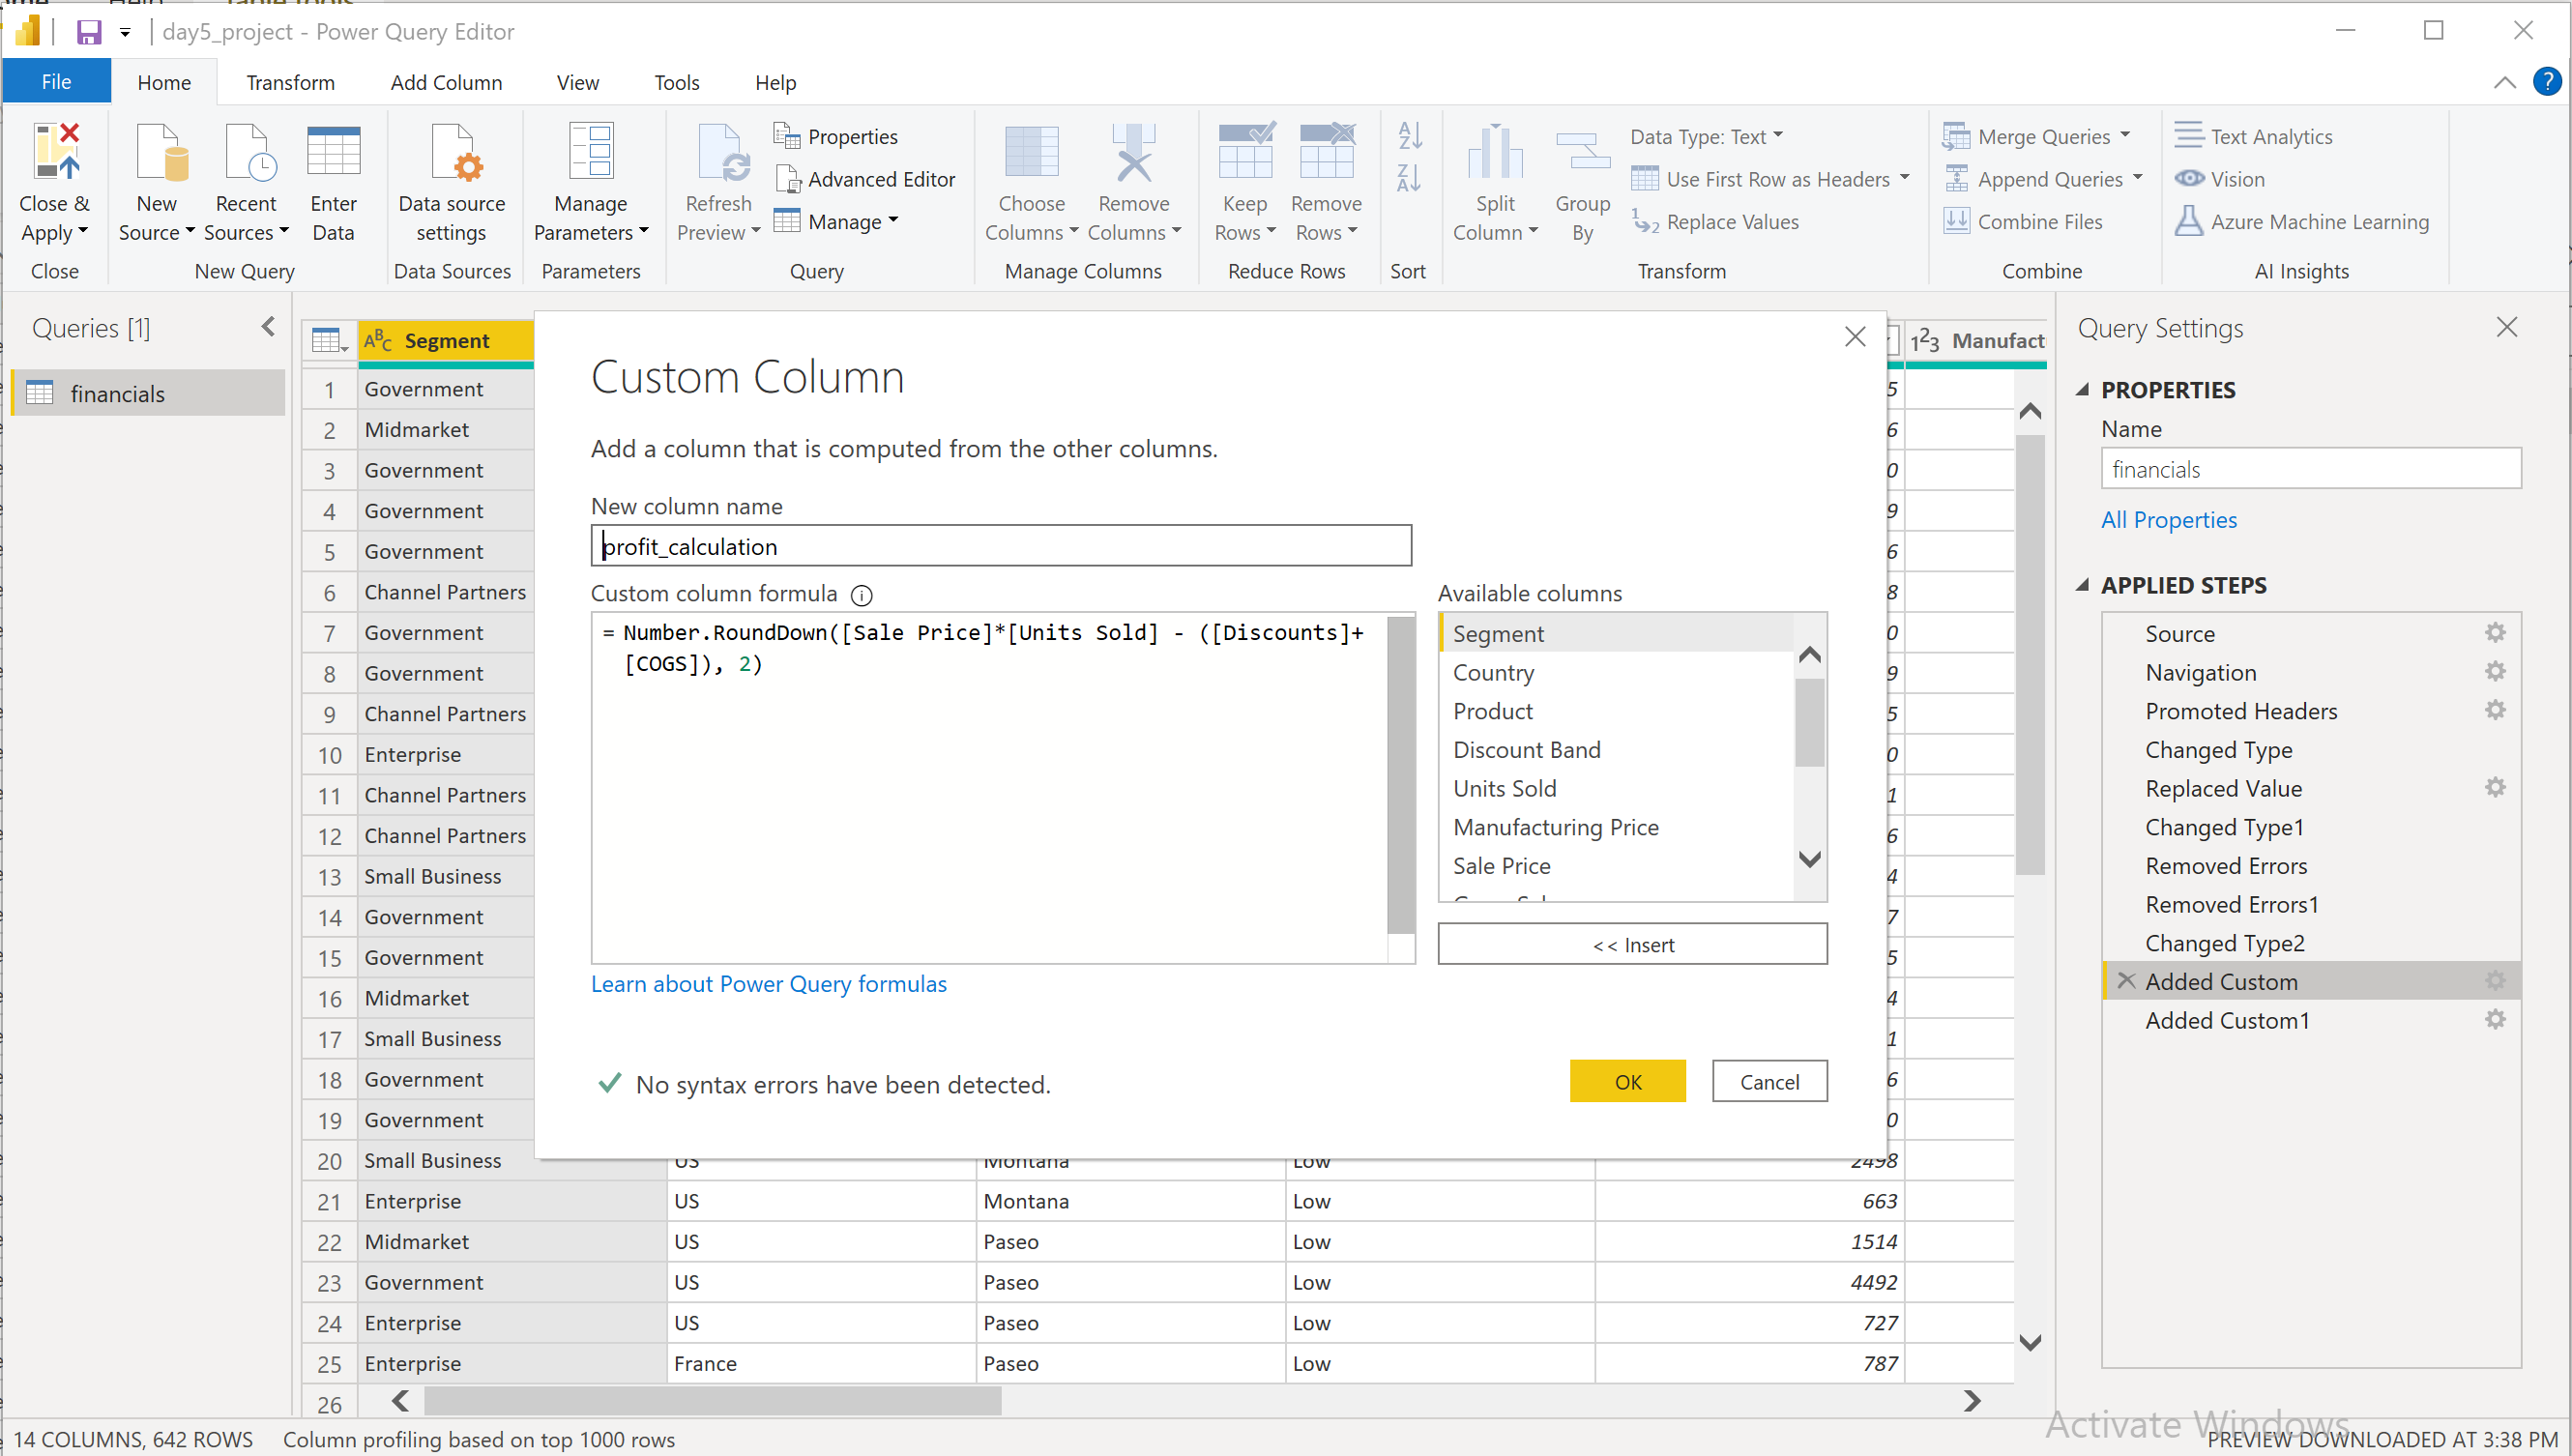 day5_project - Power Query Editor
File Home Transform Add Column View Tools Help
Close & Apply
Close
New Source
Recent Sources
Enter Data
New Query
Data source settings
Data Sources
Manage Parameters
Parameters
Refresh Preview
Properties
Advanced Editor
Manage
Query
Choose Columns
Remove Columns
Manage Columns
Keep Rows
Remove Rows
Reduce Rows
Sort
Split Column
Group By
Data Type: Text
Use First Row as Headers
Replace Values
Transform
Merge Queries
Append Queries
Combine Files
Combine
Text Analytics
Vision
Azure Machine Learning
AI Insights
Queries [1]
financials
Segment
1 Government
2 Midmarket
3 Government
4 Government
5 Government
6 Channel Partners
7 Government
8 Government
9 Channel Partners
10 Enterprise
11 Channel Partners
12 Channel Partners
13 Small Business
14 Government
15 Government
16 Midmarket
17 Small Business
18 Government
19 Government
20 Small Business US Montana Low 2498
21 Enterprise US Montana Low 663
22 Midmarket US Paseo Low 1514
23 Government US Paseo Low 4492
24 Enterprise US Paseo Low 727
25 Enterprise France Paseo Low 787
26
Custom Column
Add a column that is computed from the other columns.
New column name
profit_calculation
Custom column formula
= Number.RoundDown([Sale Price]*[Units Sold] - ([Discounts]+
[COGS]), 2)
Available columns
Segment
Country
Product
Discount Band
Units Sold
Manufacturing Price
Sale Price
<< Insert
Learn about Power Query formulas
No syntax errors have been detected.
OK
Cancel
Query Settings
PROPERTIES
Name
financials
All Properties
APPLIED STEPS
Source
Navigation
Promoted Headers
Changed Type
Replaced Value
Changed Type1
Removed Errors
Removed Errors1
Changed Type2
Added Custom
Added Custom1
14 COLUMNS, 642 ROWS Column profiling based on top 1000 rows
Activate Windows
PREVIEW DOWNLOADED AT 3:38 PM